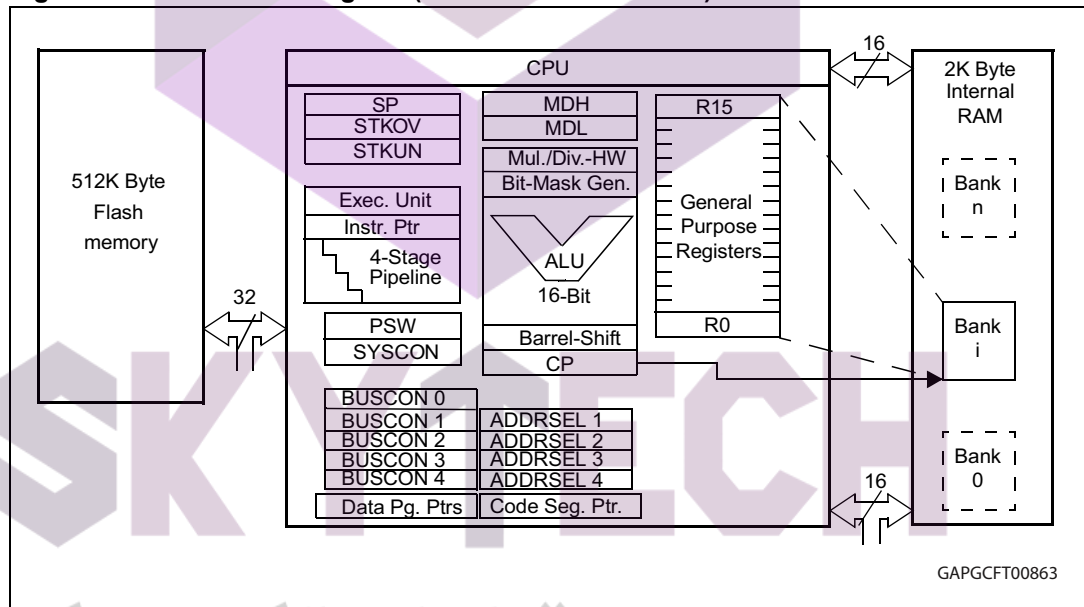 CPU
16
2K Byte
Internal
RAM
512K Byte
Flash
memory
32
SP
STKOV
STKUN
Exec. Unit
Instr. Ptr
4-Stage
Pipeline
PSW
SYSCON
BUSCON 0
BUSCON 1
BUSCON 2
BUSCON 3
BUSCON 4
Data Pg. Ptrs
MDH
MDL
Mul./Div.-HW
Bit-Mask Gen.
ALU
16-Bit
Barrel-Shift
CP
ADDRSEL 1
ADDRSEL 2
ADDRSEL 3
ADDRSEL 4
Code Seg. Ptr.
R15
General
Purpose
Registers
R0
Bank
n
Bank
i
Bank
0
16
GAPGCFT00863
SKYTECH